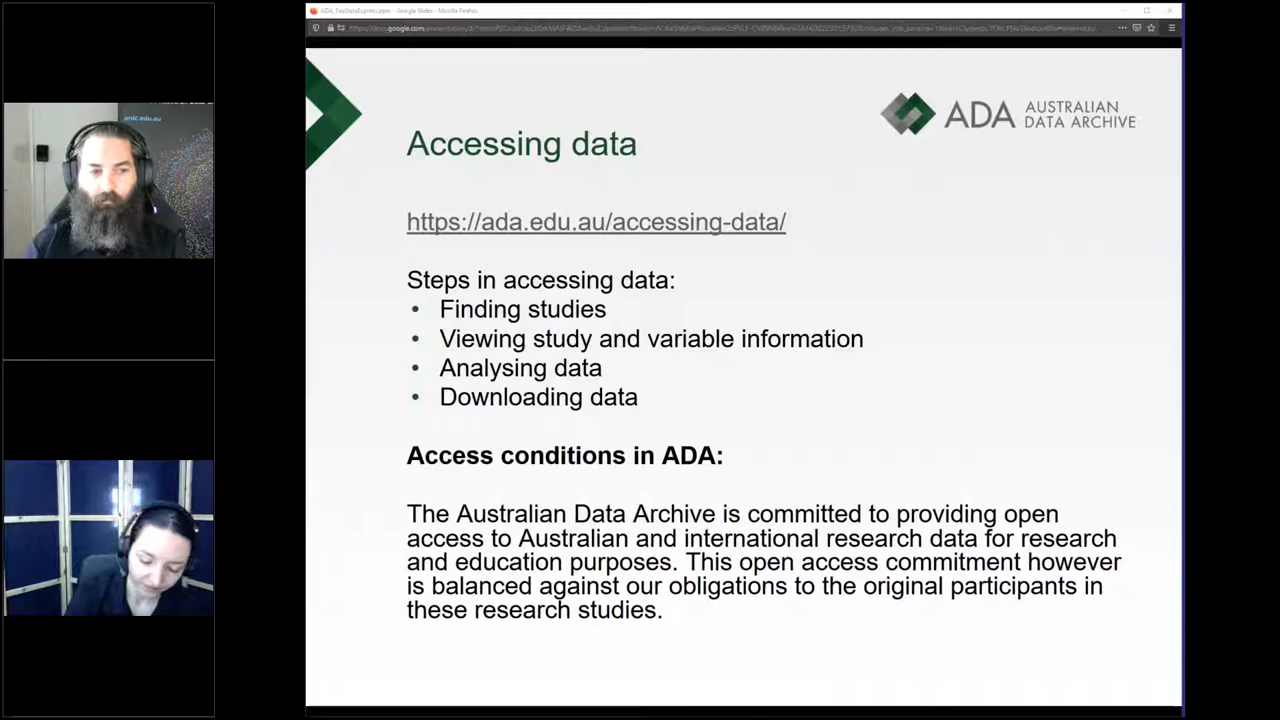 ardc.edu.au
Accessing data
ADA AUSTRALIAN
DATA ARCHIVE
https://ada.edu.au/accessing-data/
Steps in accessing data:
• Finding studies
• Viewing study and variable information
• Analysing data
• Downloading data
Access conditions in ADA:
The Australian Data Archive is committed to providing open
access to Australian and international research data for research
and education purposes. This open access commitment however
is balanced against our obligations to the original participants in
these research studies.